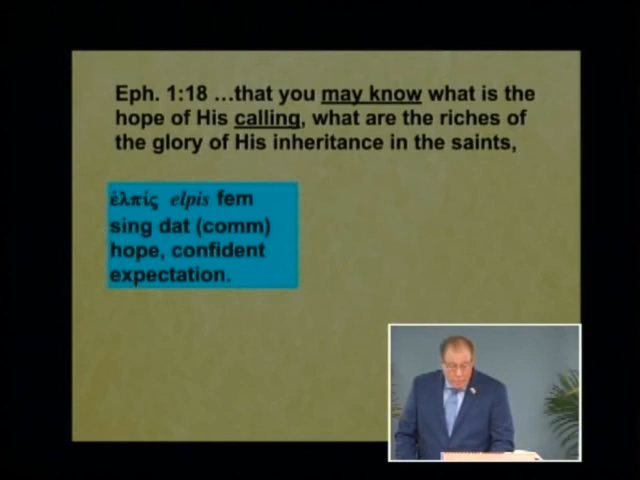 Eph. 1:18 …that you may know what is the
hope of His calling, what are the riches of
the glory of His inheritance in the saints,
ἐλπίς elpis fem
sing dat (comm)
hope, confident
expectation.